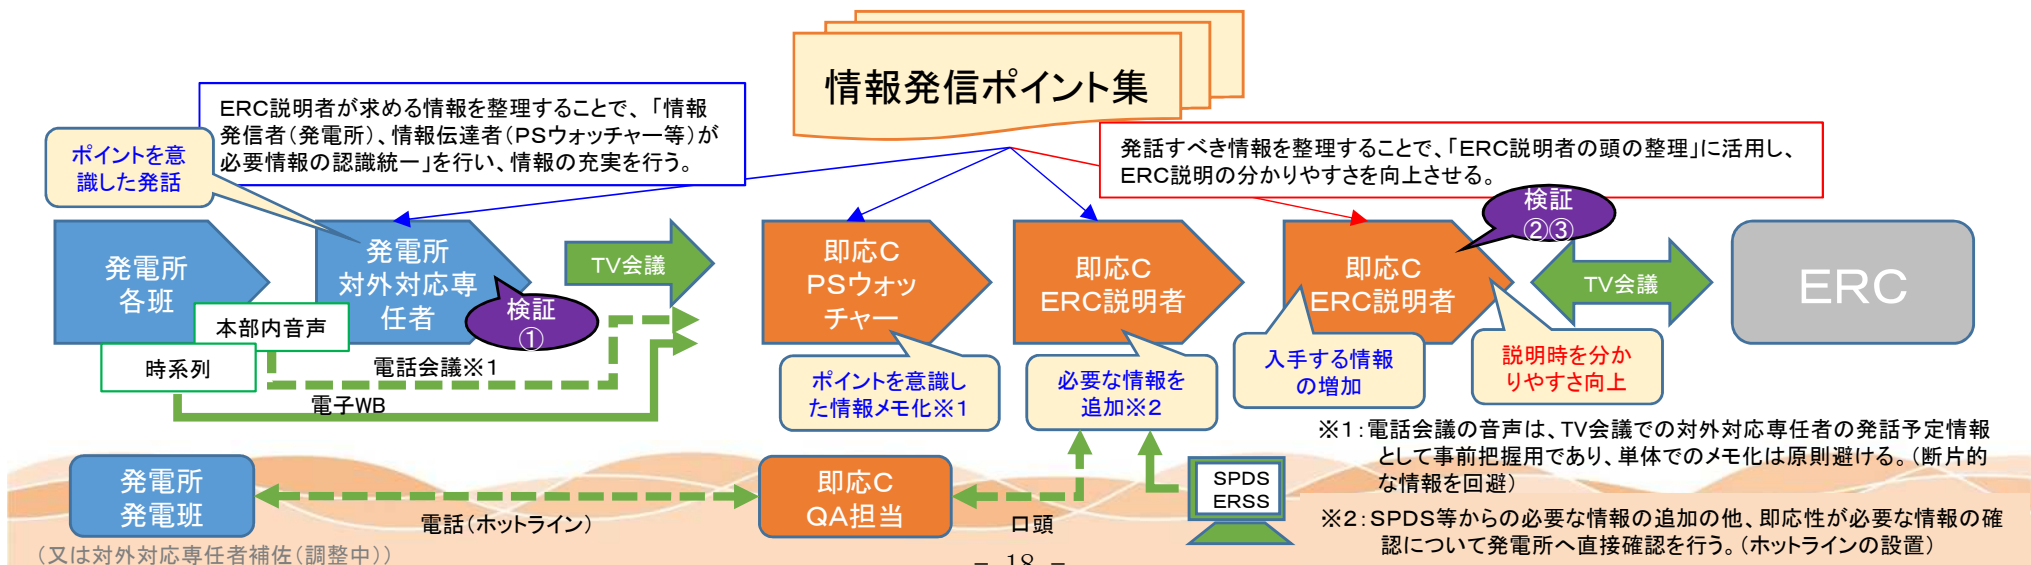 情報発信ポイント集
ERC説明者が求める情報を整理することで、「情報
発信者(発電所)、情報伝達者(PSウォッチャー等)が
必要情報の認識統一」を行い、情報の充実を行う。
発話すべき情報を整理することで、「ERC説明者の頭の整理」に活用し、
ERC説明の分かりやすさを向上させる。
ポイントを意
識した発話
発電所
各班
発電所
対外対応専
任者
検証
①
TV会議
即応C
PSウォッ
チャー
即応C
ERC説明者
即応C
ERC説明者
検証
②③
TV会議
ERC
本部内音声
時系列
電話会議※1
電子WB
ポイントを意識し
た情報メモ化※1
必要な情報を
追加※2
入手する情報
の増加
説明時を分か
りやすさ向上
※1:電話会議の音声は、TV会議での対外対応専任者の発話予定情報
として事前把握用であり、単体でのメモ化は原則避ける。(断片的
な情報を回避)
※2:SPDS等からの必要な情報の追加の他、即応性が必要な情報の確
認について発電所へ直接確認を行う。(ホットラインの設置)
発電所
発電班
(又は対外対応専任者補佐(調整中))
電話(ホットライン)
即応C
QA担当
口頭
SPDS
ERSS
- 18 -